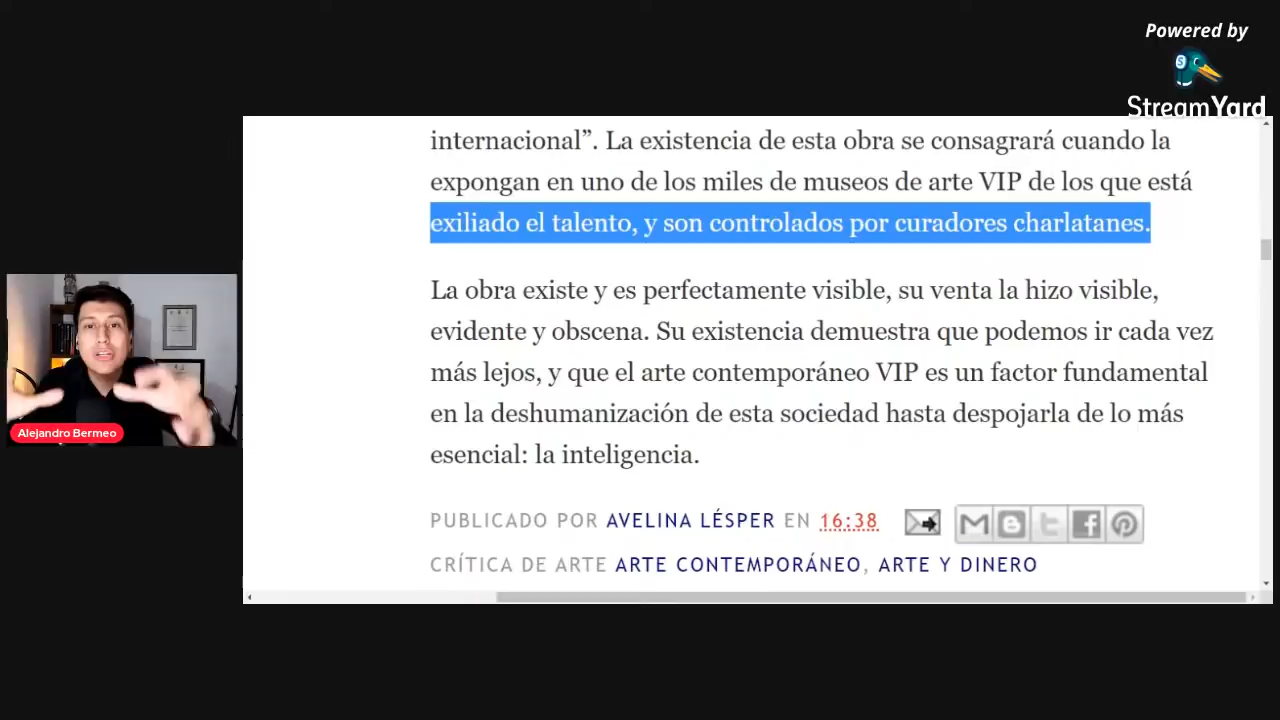 Powered by
StreamYard
internacional”. La existencia de esta obra se consagrará cuando la
expongan en uno de los miles de museos de arte VIP de los que está
exiliado el talento, y son controlados por curadores charlatanes.
La obra existe y es perfectamente visible, su venta la hizo visible,
evidente y obscena. Su existencia demuestra que podemos ir cada vez
más lejos, y que el arte contemporáneo VIP es un factor fundamental
en la deshumanización de esta sociedad hasta despojarla de lo más
esencial: la inteligencia.
PUBLICADO POR AVELINA LÉSPER EN 16:38
CRÍTICA DE ARTE ARTE CONTEMPORÁNEO, ARTE Y DINERO
Alejandro Bermeo